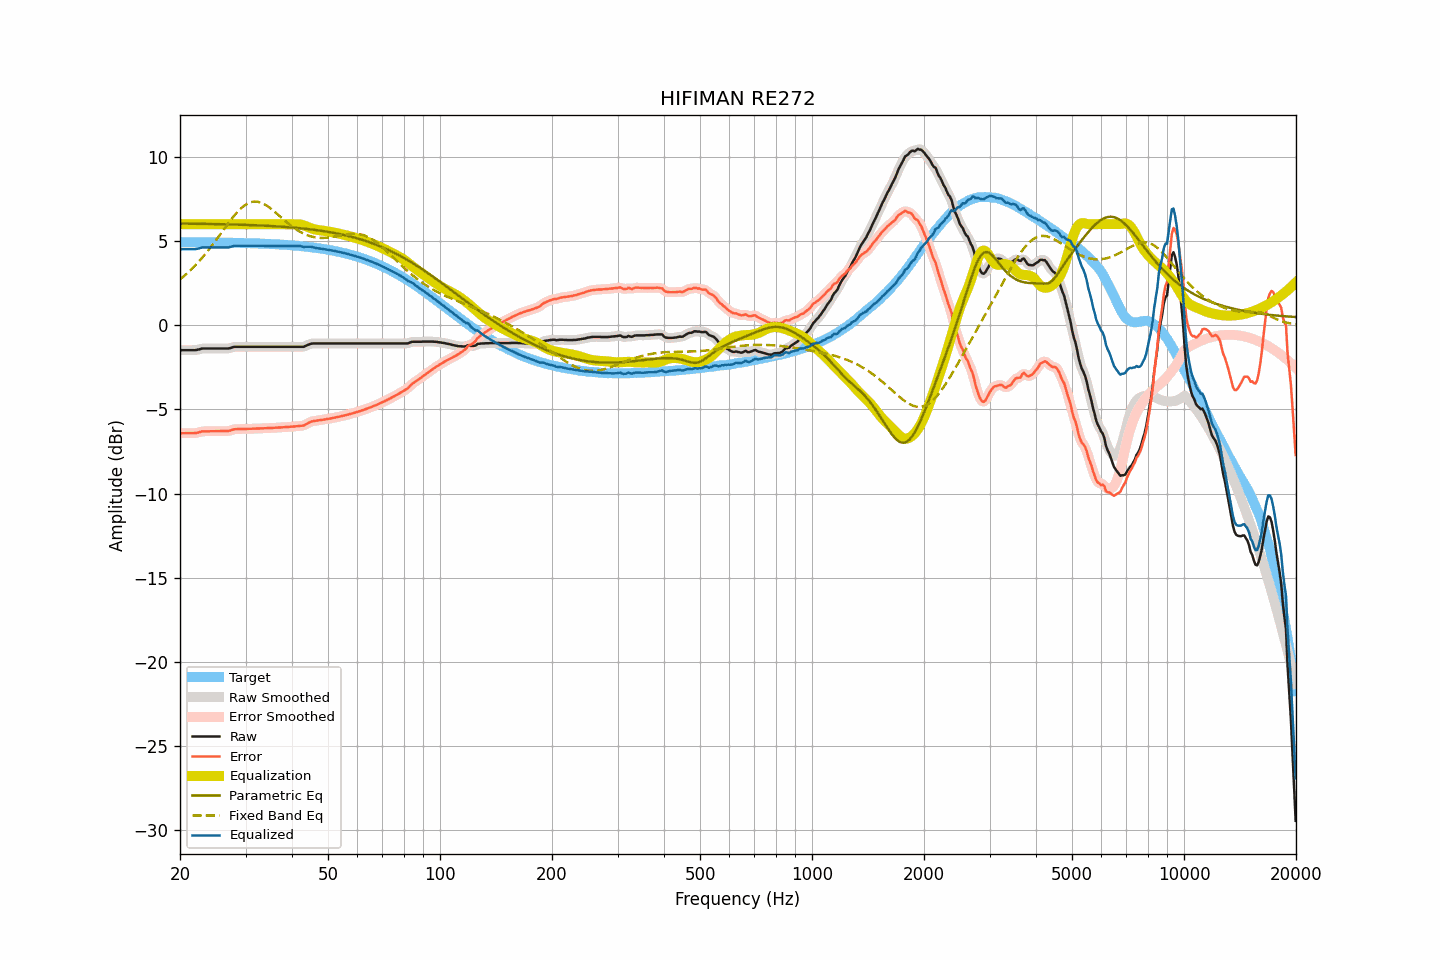 HIFIMAN RE272
Amplitude (dBr)
10
5
0
−5
−10
−15
−20
−25
−30
Target
Raw Smoothed
Error Smoothed
Raw
Error
Equalization
Parametric Eq
Fixed Band Eq
Equalized
20 50 100 200 500 1000 2000 5000 10000 20000
Frequency (Hz)